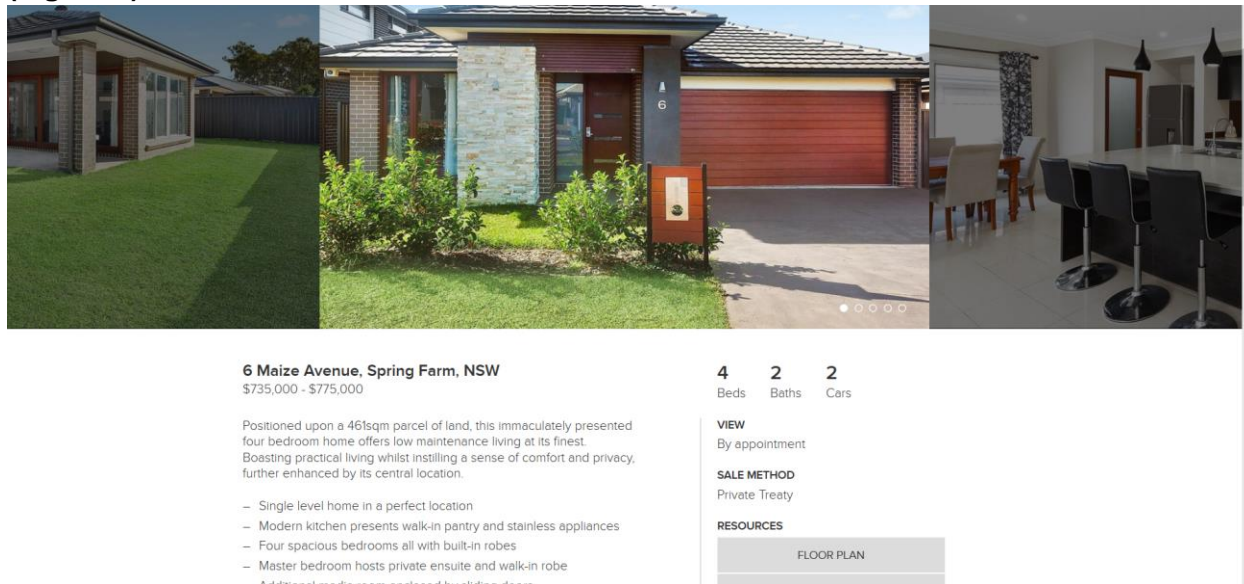 6
6 Maize Avenue, Spring Farm, NSW
$735,000 - $775,000
Positioned upon a 461sqm parcel of land, this immaculately presented
four bedroom home offers low maintenance living at its finest.
Boasting practical living whilst instilling a sense of comfort and privacy,
further enhanced by its central location.
– Single level home in a perfect location
– Modern kitchen presents walk-in pantry and stainless appliances
– Four spacious bedrooms all with built-in robes
– Master bedroom hosts private ensuite and walk-in robe
4 2 2
Beds Baths Cars
VIEW
By appointment
SALE METHOD
Private Treaty
RESOURCES
FLOOR PLAN